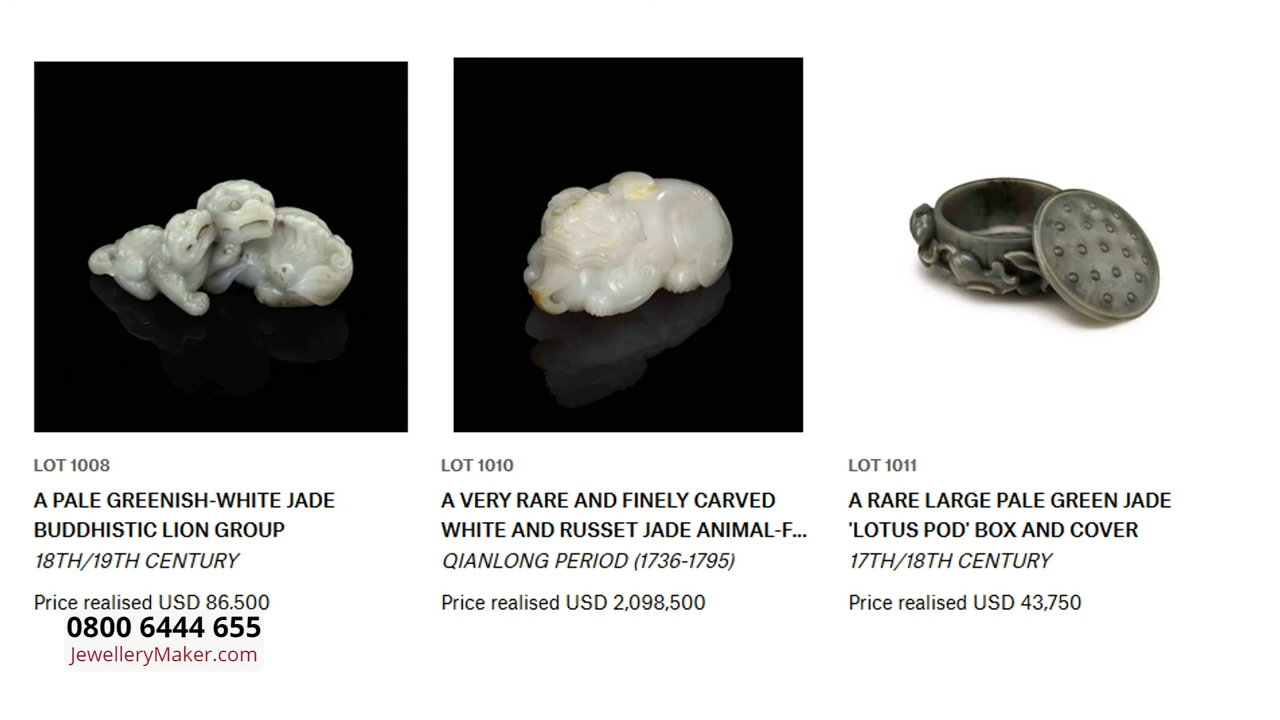 LOT 1008
A PALE GREENISH-WHITE JADE
BUDDHISTIC LION GROUP
18TH/19TH CENTURY
Price realised USD 86,500
0800 6444 655
JewelleryMaker.com
LOT 1010
A VERY RARE AND FINELY CARVED
WHITE AND RUSSET JADE ANIMAL-F...
QIANLONG PERIOD (1736-1795)
Price realised USD 2,098,500
LOT 1011
A RARE LARGE PALE GREEN JADE
'LOTUS POD' BOX AND COVER
17TH/18TH CENTURY
Price realised USD 43,750